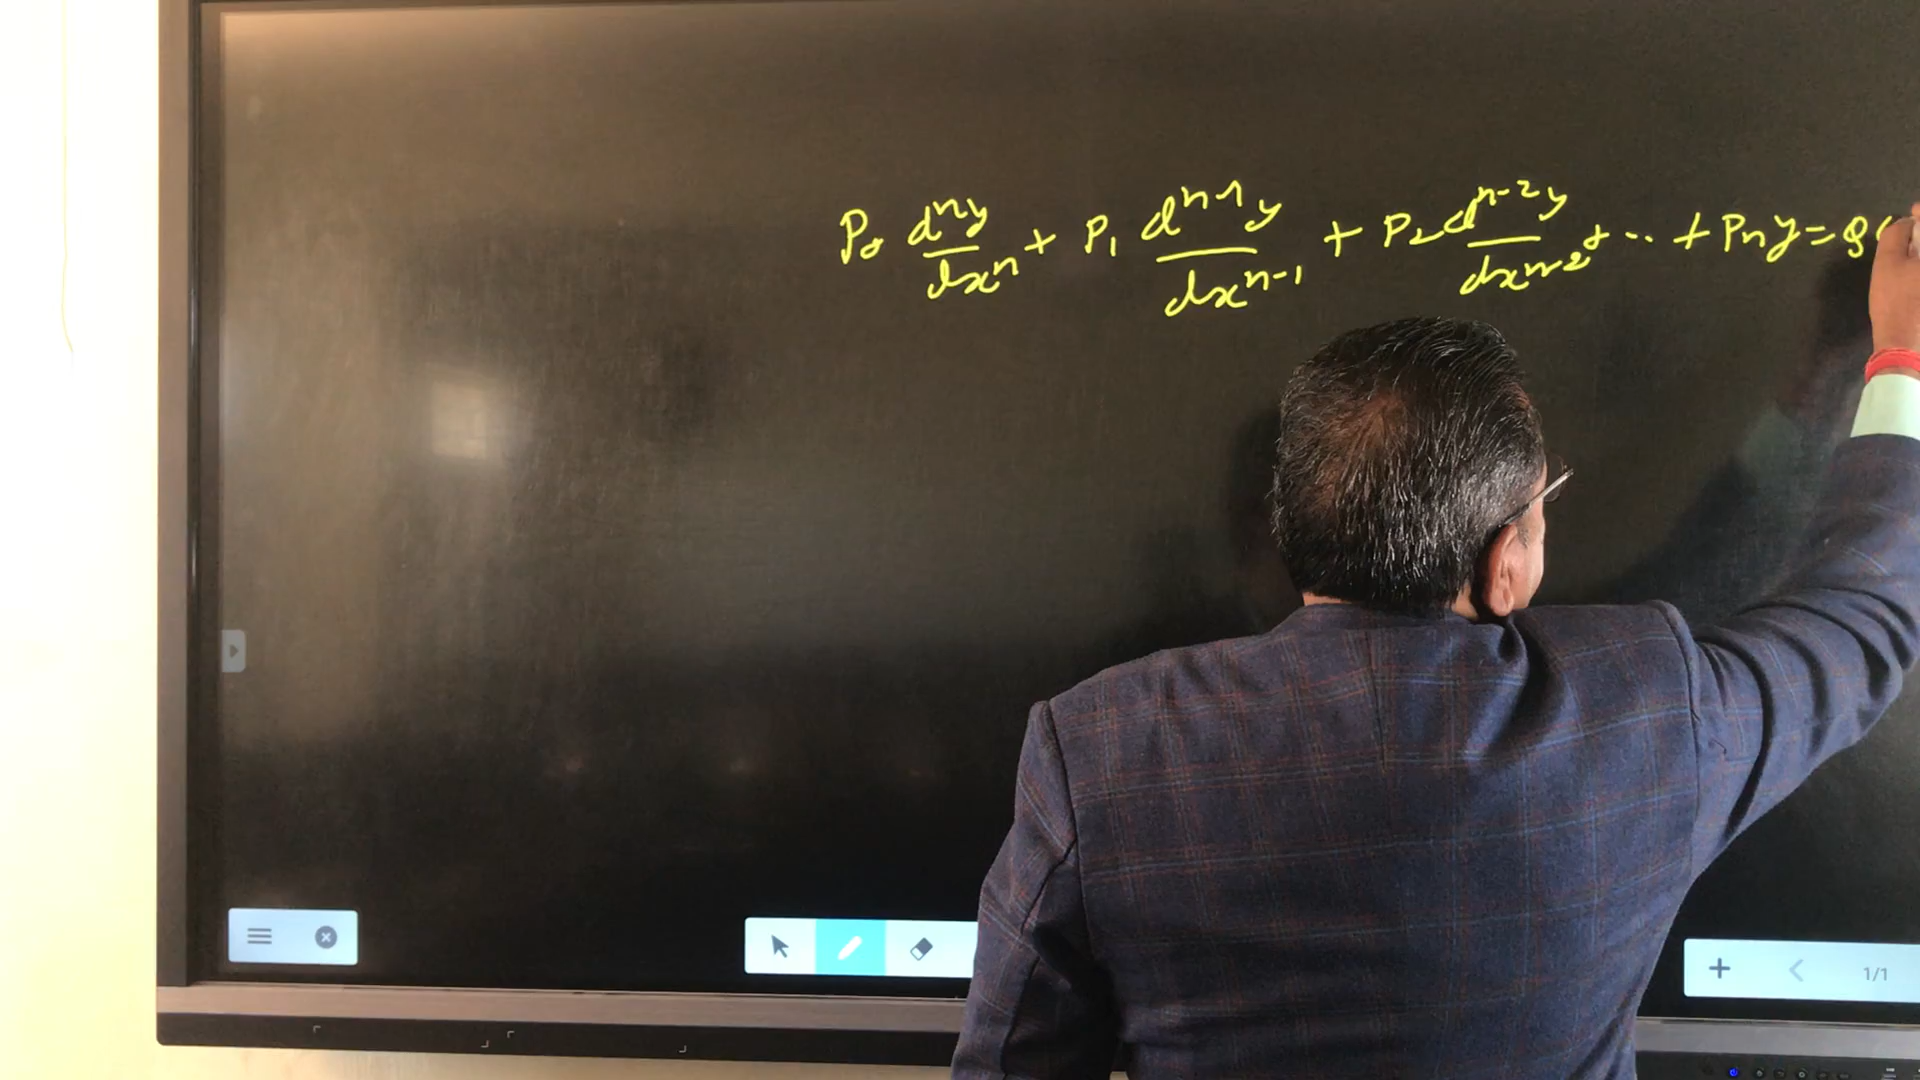 P₀ dⁿy/dxⁿ + P₁ dⁿ⁻¹y/dxⁿ⁻¹ + P₂ dⁿ⁻²y/dxⁿ⁻² + ... + Pₙy = Q(
1/1